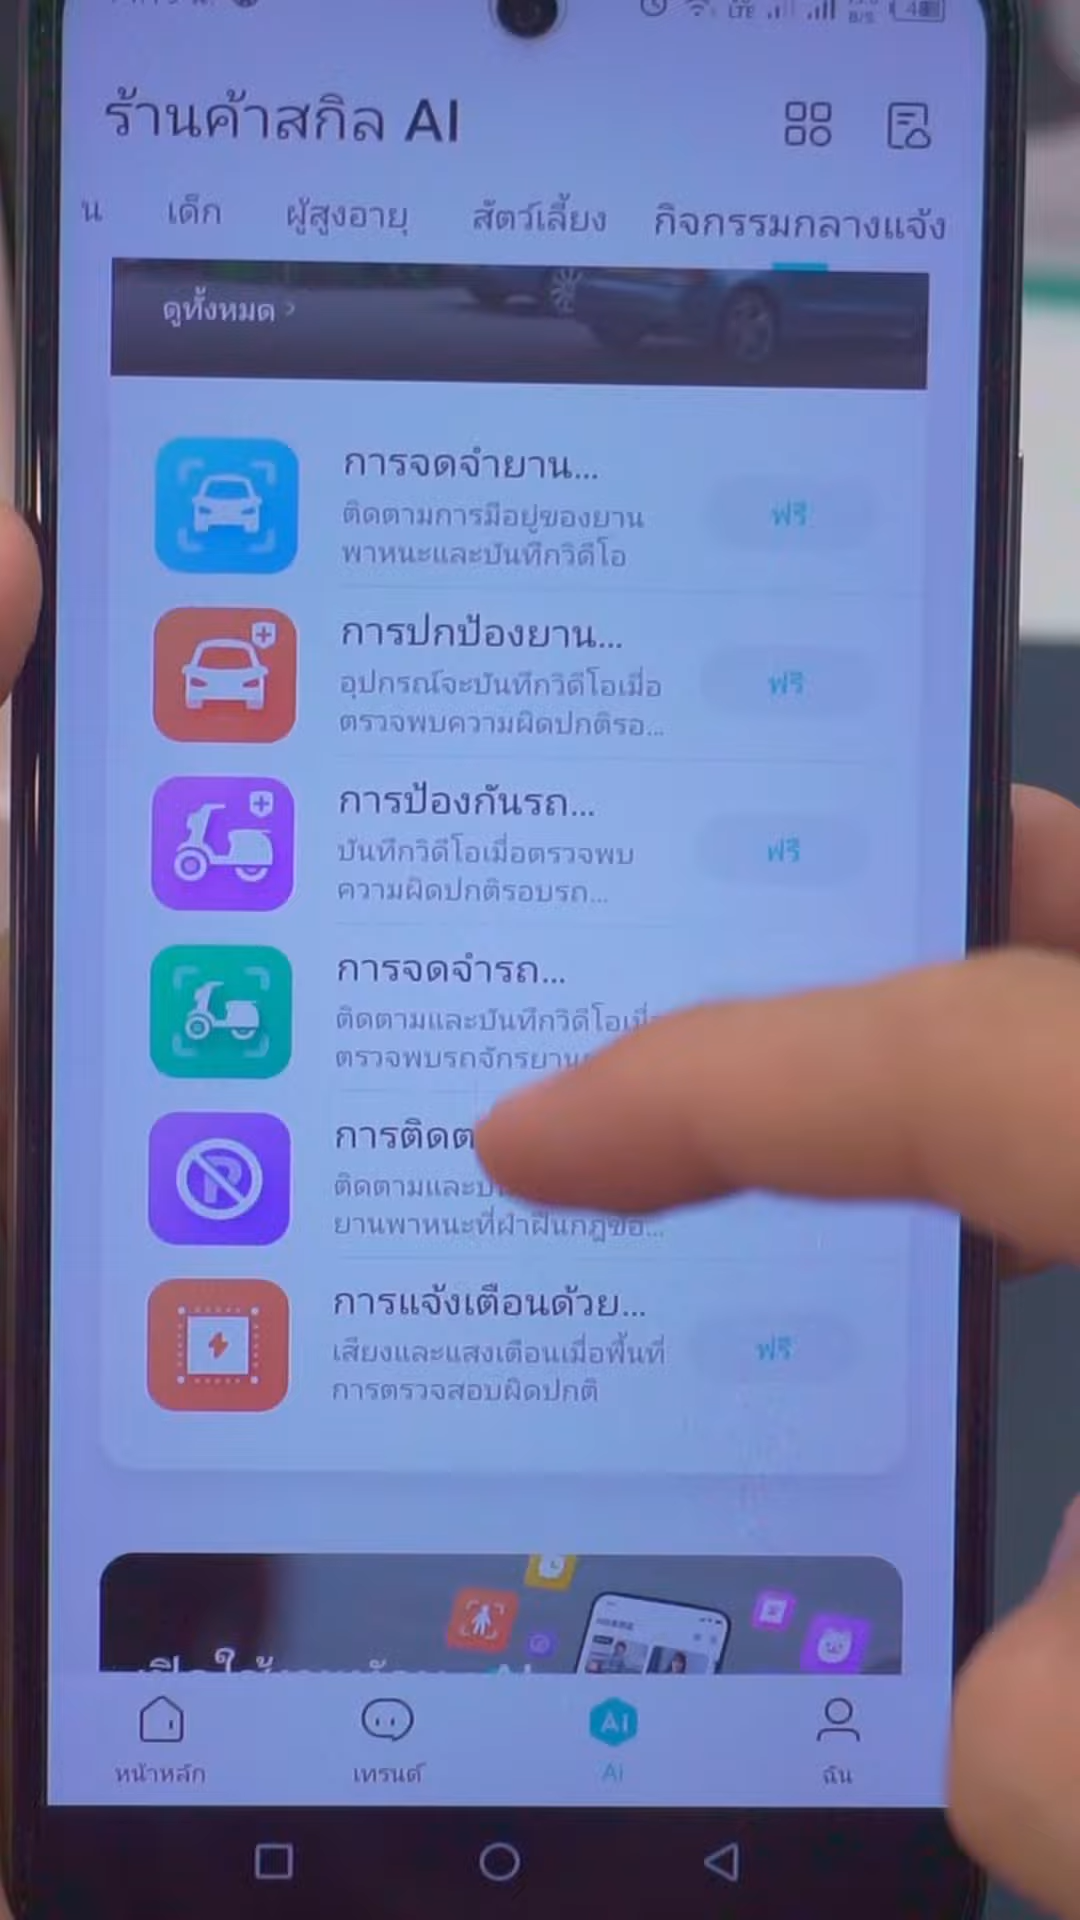 ร้านค้าสกิล AI
น เด็ก ผู้สูงอายุ สัตว์เลี้ยง กิจกรรมกลางแจ้ง
ดูทั้งหมด >
การจดจำยาน...
ติดตามการมีอยู่ของยาน
พาหนะและบันทึกวิดีโอ
ฟรี
การปกป้องยาน...
อุปกรณ์จะบันทึกวิดีโอเมื่อ
ตรวจพบความผิดปกติรอ...
ฟรี
การป้องกันรถ...
บันทึกวิดีโอเมื่อตรวจพบ
ความผิดปกติรอบรถ...
ฟรี
การจดจำรถ...
ติดตามและบันทึกวิดีโอเมื่อ
ตรวจพบรถจักรยาน
การติดต
ติดตามและบั
ยานพาหนะที่ฝ่าฝืนกฎข้อ...
การแจ้งเตือนด้วย...
เสียงและแสงเตือนเมื่อพื้นที่
การตรวจสอบผิดปกติ
ฟรี
หน้าหลัก เทรนด์ AI ฉัน